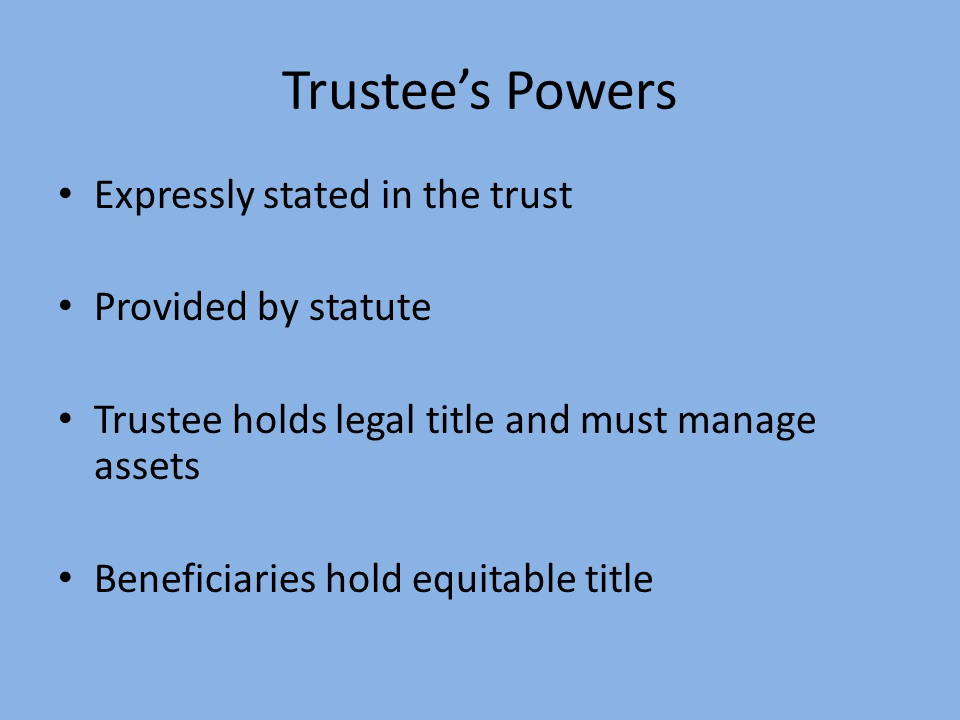 Trustee’s Powers
• Expressly stated in the trust
• Provided by statute
• Trustee holds legal title and must manage
assets
• Beneficiaries hold equitable title